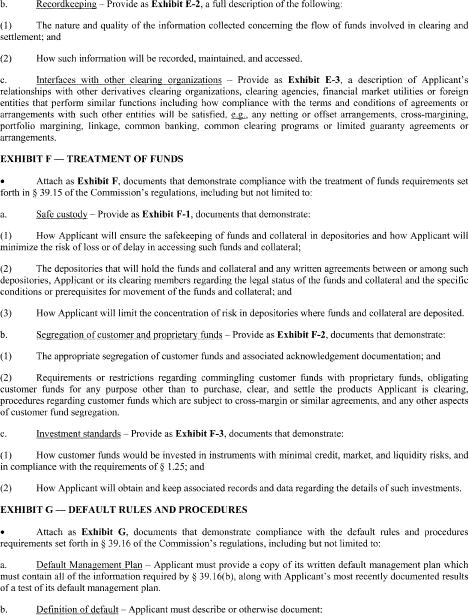 b. Recordkeeping – Provide as Exhibit E-2, a full description of the following:
(1) The nature and quality of the information collected concerning the flow of funds involved in clearing and
settlement; and
(2) How such information will be recorded, maintained, and accessed.
c. Interfaces with other clearing organizations – Provide as Exhibit E-3, a description of Applicant's
relationships with other derivatives clearing organizations, clearing agencies, financial market utilities or foreign
entities that perform similar functions including how compliance with the terms and conditions of agreements or
arrangements with such other entities will be satisfied, e.g., any netting or offset arrangements, cross-margining,
portfolio margining, linkage, common banking, common clearing programs or limited guaranty agreements or
arrangements.
EXHIBIT F — TREATMENT OF FUNDS
• Attach as Exhibit F, documents that demonstrate compliance with the treatment of funds requirements set
forth in § 39.15 of the Commission's regulations, including but not limited to:
a. Safe custody – Provide as Exhibit F-1, documents that demonstrate:
(1) How Applicant will ensure the safekeeping of funds and collateral in depositories and how Applicant will
minimize the risk of loss or of delay in accessing such funds and collateral;
(2) The depositories that will hold the funds and collateral and any written agreements between or among such
depositories, Applicant or its clearing members regarding the legal status of the funds and collateral and the specific
conditions or prerequisites for movement of the funds and collateral; and
(3) How Applicant will limit the concentration of risk in depositories where funds and collateral are deposited.
b. Segregation of customer and proprietary funds – Provide as Exhibit F-2, documents that demonstrate:
(1) The appropriate segregation of customer funds and associated acknowledgement documentation; and
(2) Requirements or restrictions regarding commingling customer funds with proprietary funds, obligating
customer funds for any purpose other than to purchase, clear, and settle the products Applicant is clearing,
procedures regarding customer funds which are subject to cross-margin or similar agreements, and any other aspects
of customer fund segregation.
c. Investment standards – Provide as Exhibit F-3, documents that demonstrate:
(1) How customer funds would be invested in instruments with minimal credit, market, and liquidity risks, and
in compliance with the requirements of § 1.25; and
(2) How Applicant will obtain and keep associated records and data regarding the details of such investments.
EXHIBIT G — DEFAULT RULES AND PROCEDURES
• Attach as Exhibit G, documents that demonstrate compliance with the default rules and procedures
requirements set forth in § 39.16 of the Commission's regulations, including but not limited to:
a. Default Management Plan – Applicant must provide a copy of its written default management plan which
must contain all of the information required by § 39.16(b), along with Applicant's most recently documented results
of a test of its default management plan.
b. Definition of default – Applicant must describe or otherwise document: